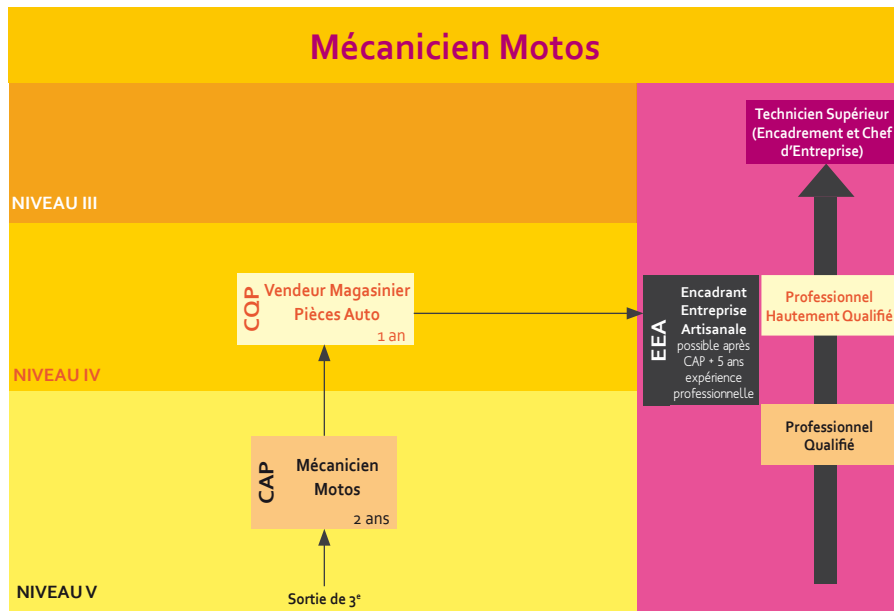 Mécanicien Motos
Technicien Supérieur
(Encadrement et Chef
d'Entreprise)
NIVEAU III
CQP
Vendeur Magasinier
Pièces Auto
1 an
EEA
Encadrant
Entreprise
Artisanale
possible après
CAP + 5 ans
expérience
professionnelle
Professionnel
Hautement Qualifié
NIVEAU IV
Professionnel
Qualifié
CAP
Mécanicien
Motos
2 ans
NIVEAU V
Sortie de 3e